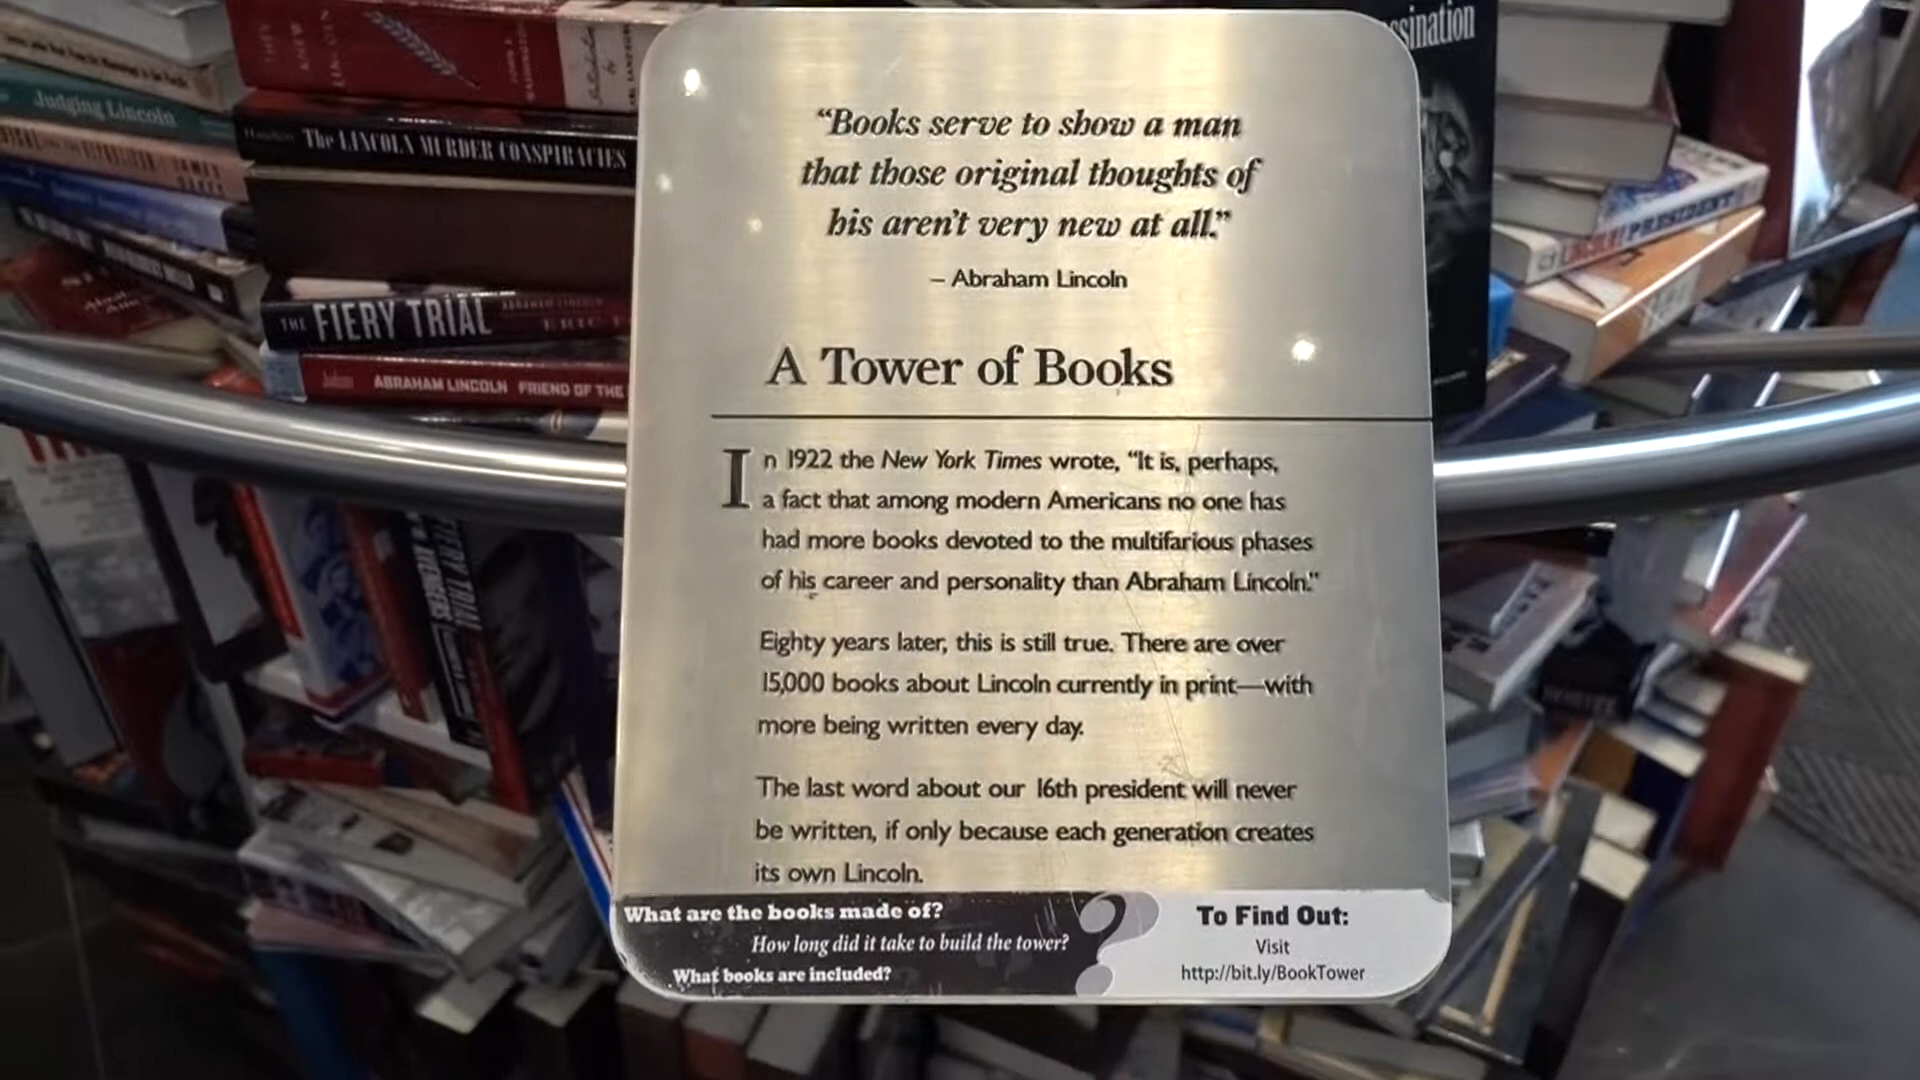 “Books serve to show a man
that those original thoughts of
his aren’t very new at all.”
– Abraham Lincoln
A Tower of Books
In 1922 the New York Times wrote, “It is, perhaps,
a fact that among modern Americans no one has
had more books devoted to the multifarious phases
of his career and personality than Abraham Lincoln.”
Eighty years later, this is still true. There are over
15,000 books about Lincoln currently in print—with
more being written every day.
The last word about our 16th president will never
be written, if only because each generation creates
its own Lincoln.
What are the books made of?
How long did it take to build the tower?
What books are included?
?
To Find Out:
Visit
http://bit.ly/BookTower
Judging Lincoln
The LINCOLN MURDER CONSPIRACIES
THE FIERY TRIAL
ABRAHAM LINCOLN
ERIC
ABRAHAM LINCOLN FRIEND OF THE
PRESIDENT